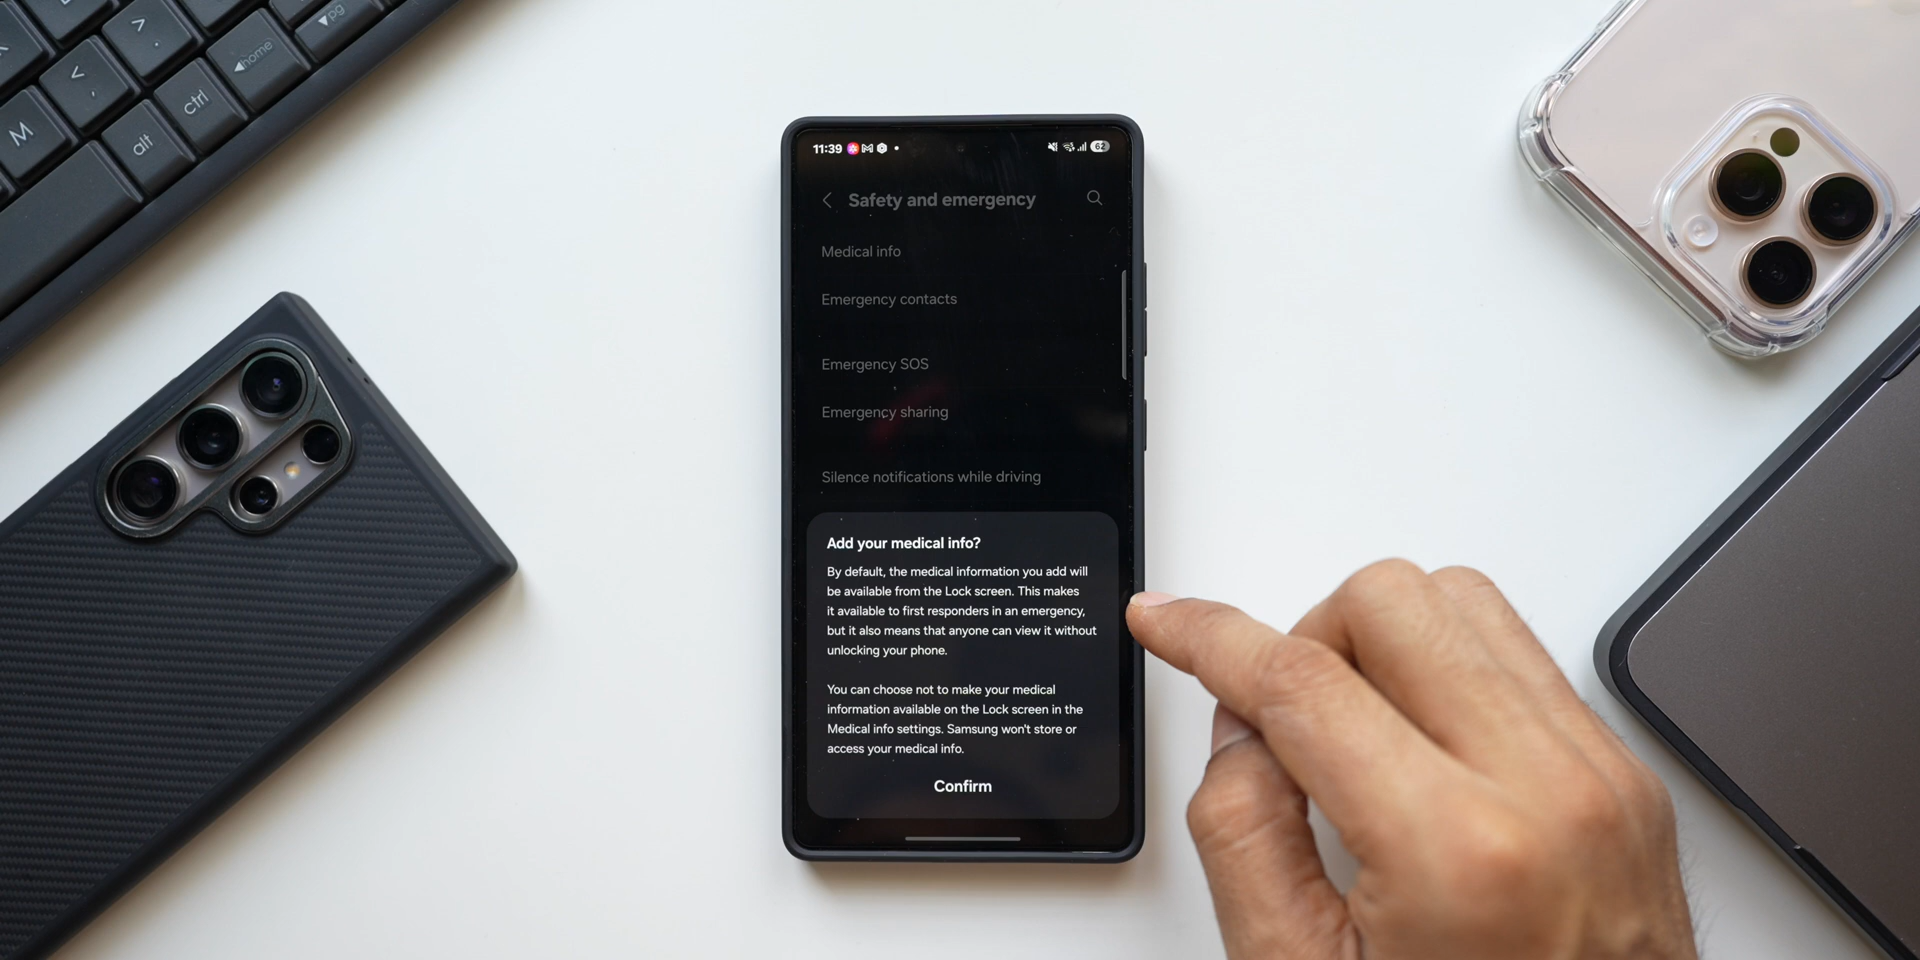 > .
< ,
M
alt
ctrl
◀home
▼pg
11:39
62
Safety and emergency
Medical info
Emergency contacts
Emergency SOS
Emergency sharing
Silence notifications while driving
Add your medical info?
By default, the medical information you add will
be available from the Lock screen. This makes
it available to first responders in an emergency,
but it also means that anyone can view it without
unlocking your phone.
You can choose not to make your medical
information available on the Lock screen in the
Medical info settings. Samsung won't store or
access your medical info.
Confirm